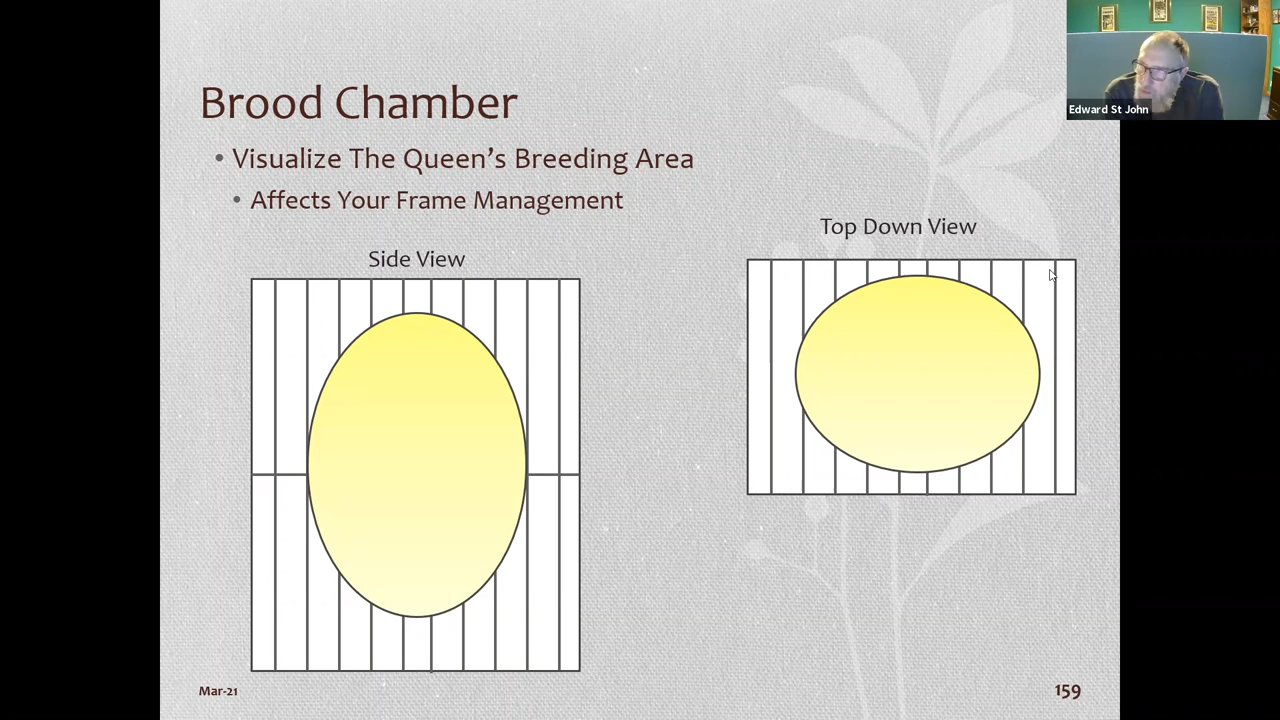 Edward St John
Brood Chamber
• Visualize The Queen’s Breeding Area
• Affects Your Frame Management
Top Down View
Side View
Mar-21
159